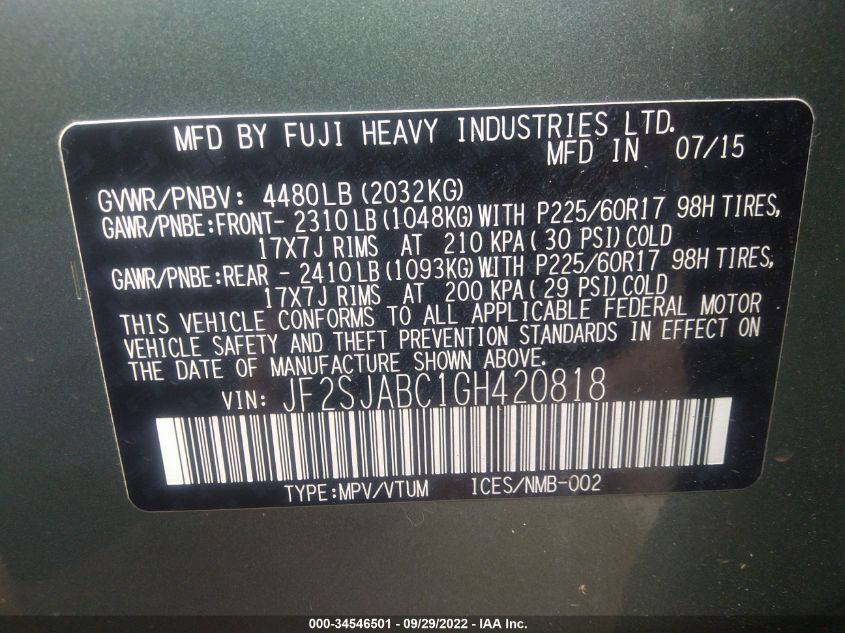 MFD BY FUJI HEAVY INDUSTRIES LTD.
MFD IN 07/15
GVWR/PNBV: 4480LB(2032KG)
GAWR/PNBE:FRONT- 2310LB(1048KG)WITH P225/60R17 98H TIRES,
17X7J RIMS AT 210 KPA( 30 PSI)COLD
GAWR/PNBE:REAR - 2410LB(1093KG)WITH P225/60R17 98H TIRES,
17X7J RIMS AT 200 KPA(29 PSI)COLD
THIS VEHICLE CONFORMS TO ALL APPLICABLE FEDERAL MOTOR
VEHICLE SAFETY AND THEFT PREVENTION STANDARDS IN EFFECT ON
THE DATE OF MANUFACTURE SHOWN ABOVE.
VIN: JF2SJABC1GH420818
TYPE:MPV/VTUM ICES/NMB-002
000-34546501 - 09/29/2022 - IAA Inc.